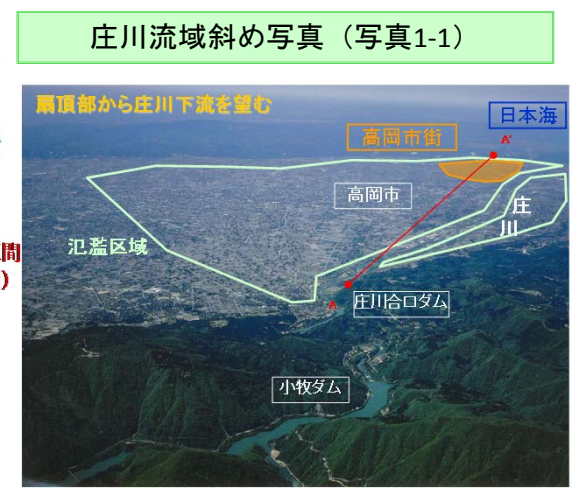 庄川流域斜め写真（写真1-1）
扇頂部から庄川下流を望む
日本海
高岡市街
A'
高岡市
庄
川
氾濫区域
間
)
A
庄川合口ダム
小牧ダム